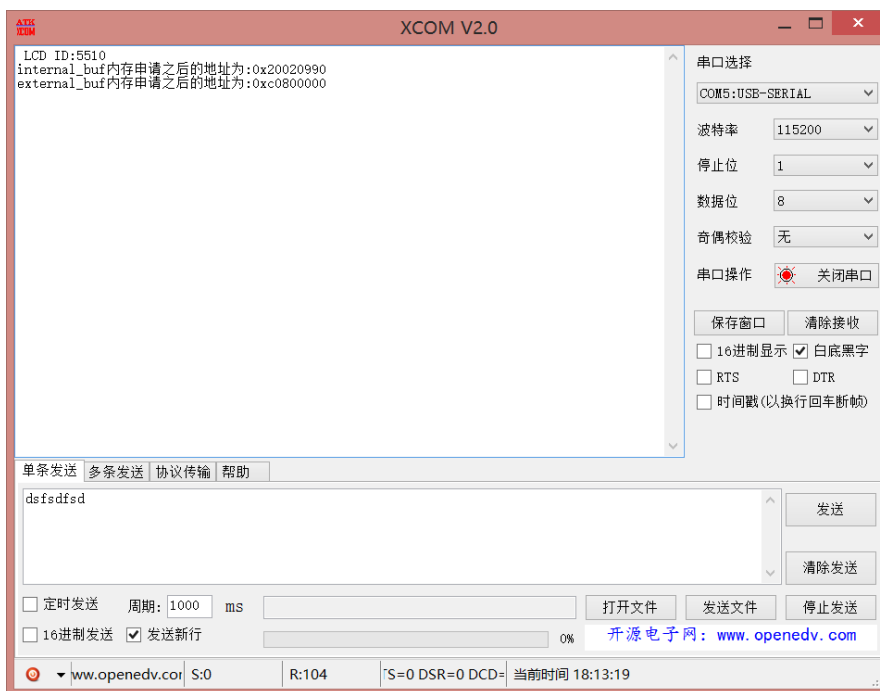 ATK
XCOM
XCOM V2.0
LCD ID:5510
internal_buf内存申请之后的地址为:0x20020990
external_buf内存申请之后的地址为:0xc0800000
串口选择
COM5:USB-SERIAL
波特率 115200
停止位 1
数据位 8
奇偶校验 无
串口操作 关闭串口
保存窗口 清除接收
16进制显示 白底黑字
RTS DTR
时间戳(以换行回车断帧)
单条发送 多条发送 协议传输 帮助
dsfsdfsd
发送
清除发送
定时发送 周期: 1000 ms 打开文件 发送文件 停止发送
16进制发送 发送新行 0% 开源电子网：www.openedv.com
ww.openedv.cor S:0 R:104 TS=0 DSR=0 DCD= 当前时间 18:13:19